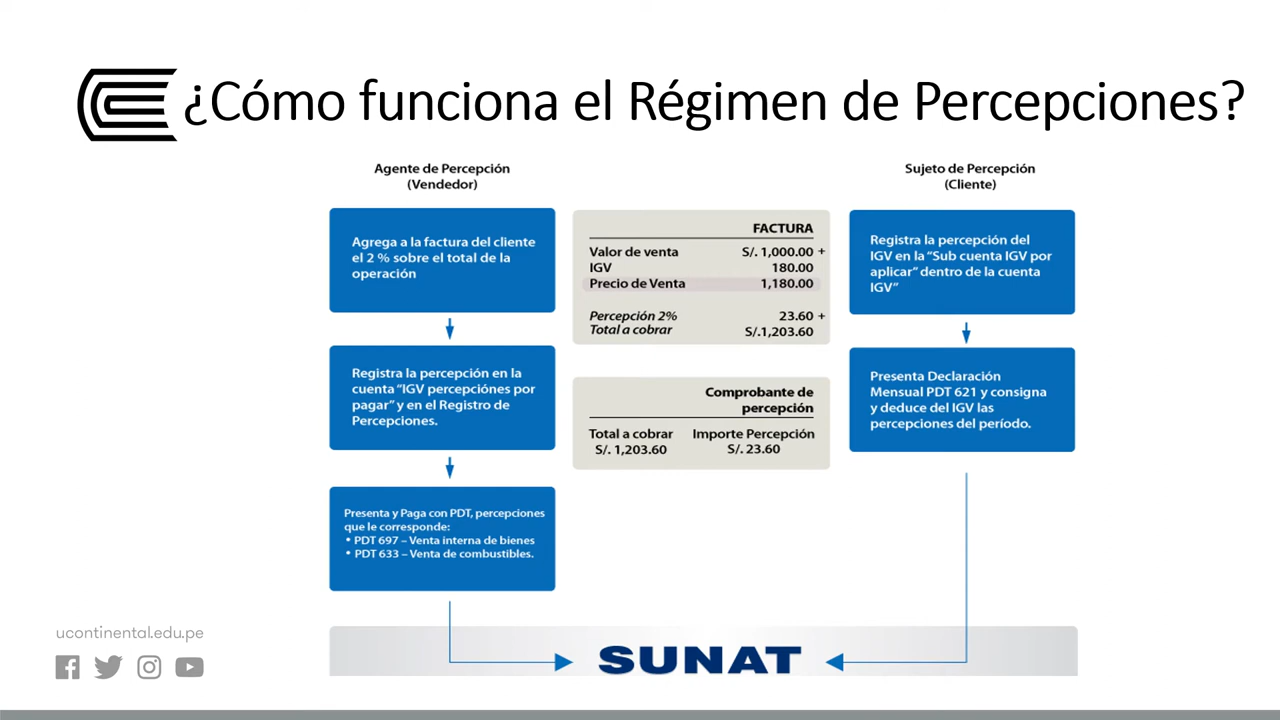 ¿Cómo funciona el Régimen de Percepciones?
Agente de Percepción
(Vendedor)
Agrega a la factura del cliente
el 2 % sobre el total de la
operación
Registra la percepción en la
cuenta “IGV percepciónes por
pagar” y en el Registro de
Percepciones.
Presenta y Paga con PDT, percepciones
que le corresponde:
• PDT 697 – Venta interna de bienes
• PDT 633 – Venta de combustibles.
FACTURA
Valor de venta S/. 1,000.00 +
IGV 180.00
Precio de Venta 1,180.00
Percepción 2% 23.60 +
Total a cobrar S/.1,203.60
Comprobante de
percepción
Total a cobrar Importe Percepción
S/. 1,203.60 S/. 23.60
Sujeto de Percepción
(Cliente)
Registra la percepción del
IGV en la “Sub cuenta IGV por
aplicar” dentro de la cuenta
IGV”
Presenta Declaración
Mensual PDT 621 y consigna
y deduce del IGV las
percepciones del período.
SUNAT
ucontinental.edu.pe